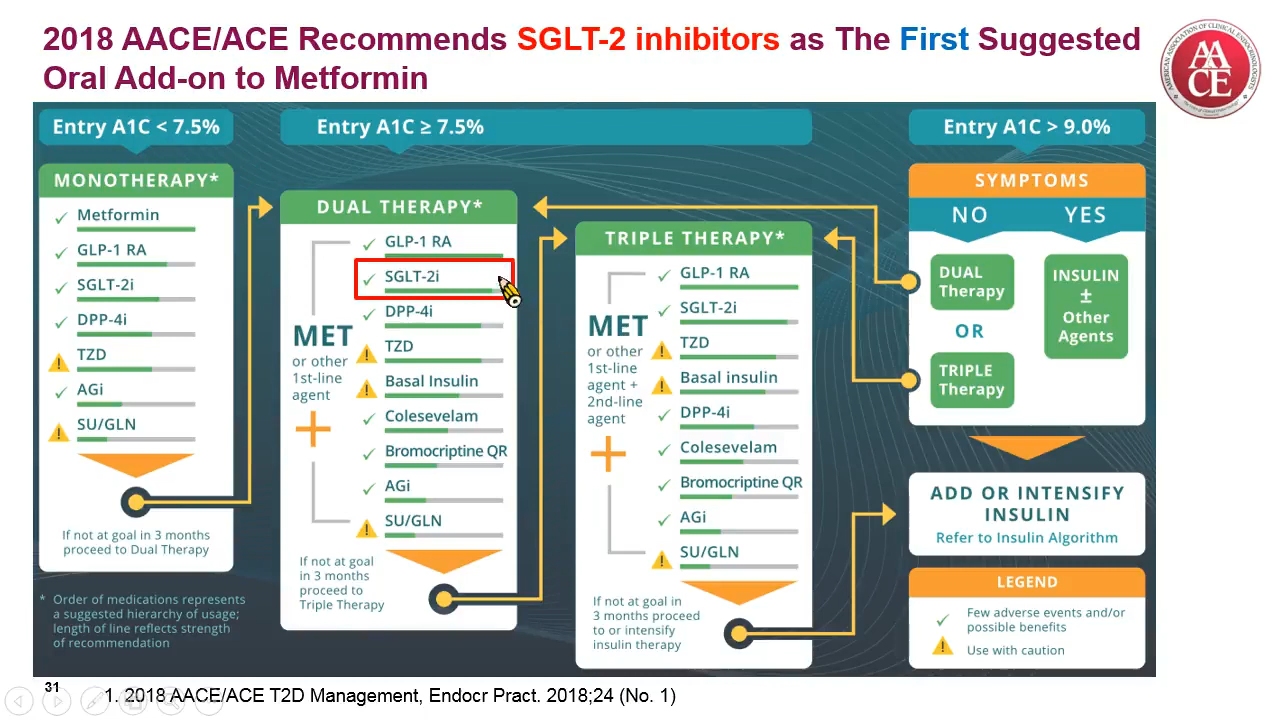 2018 AACE/ACE Recommends SGLT-2 inhibitors as The First Suggested
Oral Add-on to Metformin
AMERICAN ASSOCIATION OF CLINICAL ENDOCRINOLOGISTS
AA
CE
Entry A1C < 7.5%
MONOTHERAPY*
Metformin
GLP-1 RA
SGLT-2i
DPP-4i
TZD
AGi
SU/GLN
If not at goal in 3 months
proceed to Dual Therapy
* Order of medications represents
a suggested hierarchy of usage;
length of line reflects strength
of recommendation
Entry A1C ≥ 7.5%
DUAL THERAPY*
MET
or other
1st-line
agent
+
GLP-1 RA
SGLT-2i
DPP-4i
TZD
Basal Insulin
Colesevelam
Bromocriptine QR
AGi
SU/GLN
If not at goal
in 3 months
proceed to
Triple Therapy
TRIPLE THERAPY*
MET
or other
1st-line
agent +
2nd-line
agent
+
GLP-1 RA
SGLT-2i
TZD
Basal insulin
DPP-4i
Colesevelam
Bromocriptine QR
AGi
SU/GLN
If not at goal in
3 months proceed
to or intensify
insulin therapy
Entry A1C > 9.0%
SYMPTOMS
NO
YES
DUAL
Therapy
OR
TRIPLE
Therapy
INSULIN
±
Other
Agents
ADD OR INTENSIFY
INSULIN
Refer to Insulin Algorithm
LEGEND
Few adverse events and/or
possible benefits
Use with caution
31
1. 2018 AACE/ACE T2D Management, Endocr Pract. 2018;24 (No. 1)